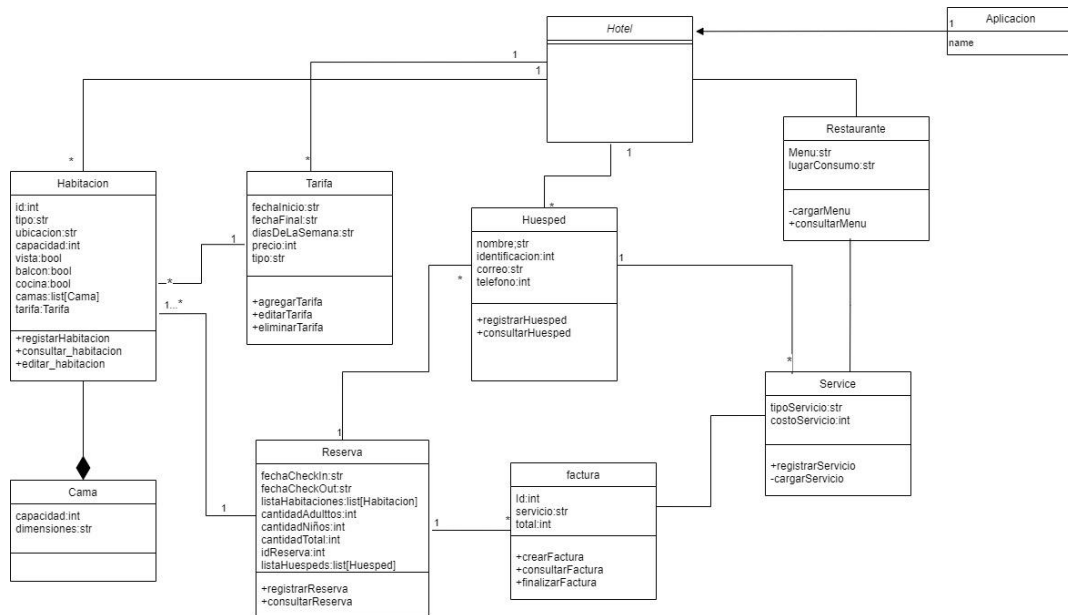 Hotel
Aplicacion
1
name
1
1
Restaurante
Menu:str
lugarConsumo:str
-cargarMenu
+consultarMenu
*
*
1
Habitacion
id:int
tipo:str
ubicacion:str
capacidad:int
vista:bool
balcon:bool
cocina:bool
camas:list[Cama]
tarifa:Tarifa
+registarHabitacion
+consultar_habitacion
+editar_habitacion
Tarifa
fechaInicio:str
fechaFinal:str
diasDeLaSemana:str
precio:int
tipo:str
+agregarTarifa
+editarTarifa
+eliminarTarifa
1
*
1...*
*
Huesped
nombre;str
identificacion:int
correo:str
telefono:int
+registrarHuesped
+consultarHuesped
*
1
*
Service
tipoServicio:str
costoServicio:int
+registrarServicio
-cargarServicio
1
Reserva
fechaCheckIn:str
fechaCheckOut:str
listaHabitaciones:list[Habitacion]
cantidadAdulttos:int
cantidadNiños:int
cantidadTotal:int
idReserva:int
listaHuespeds:list[Huesped]
+registrarReserva
+consultarReserva
1
1
*
factura
Id:int
servicio:str
total:int
+crearFactura
+consultarFactura
+finalizarFactura
Cama
capacidad:int
dimensiones:str